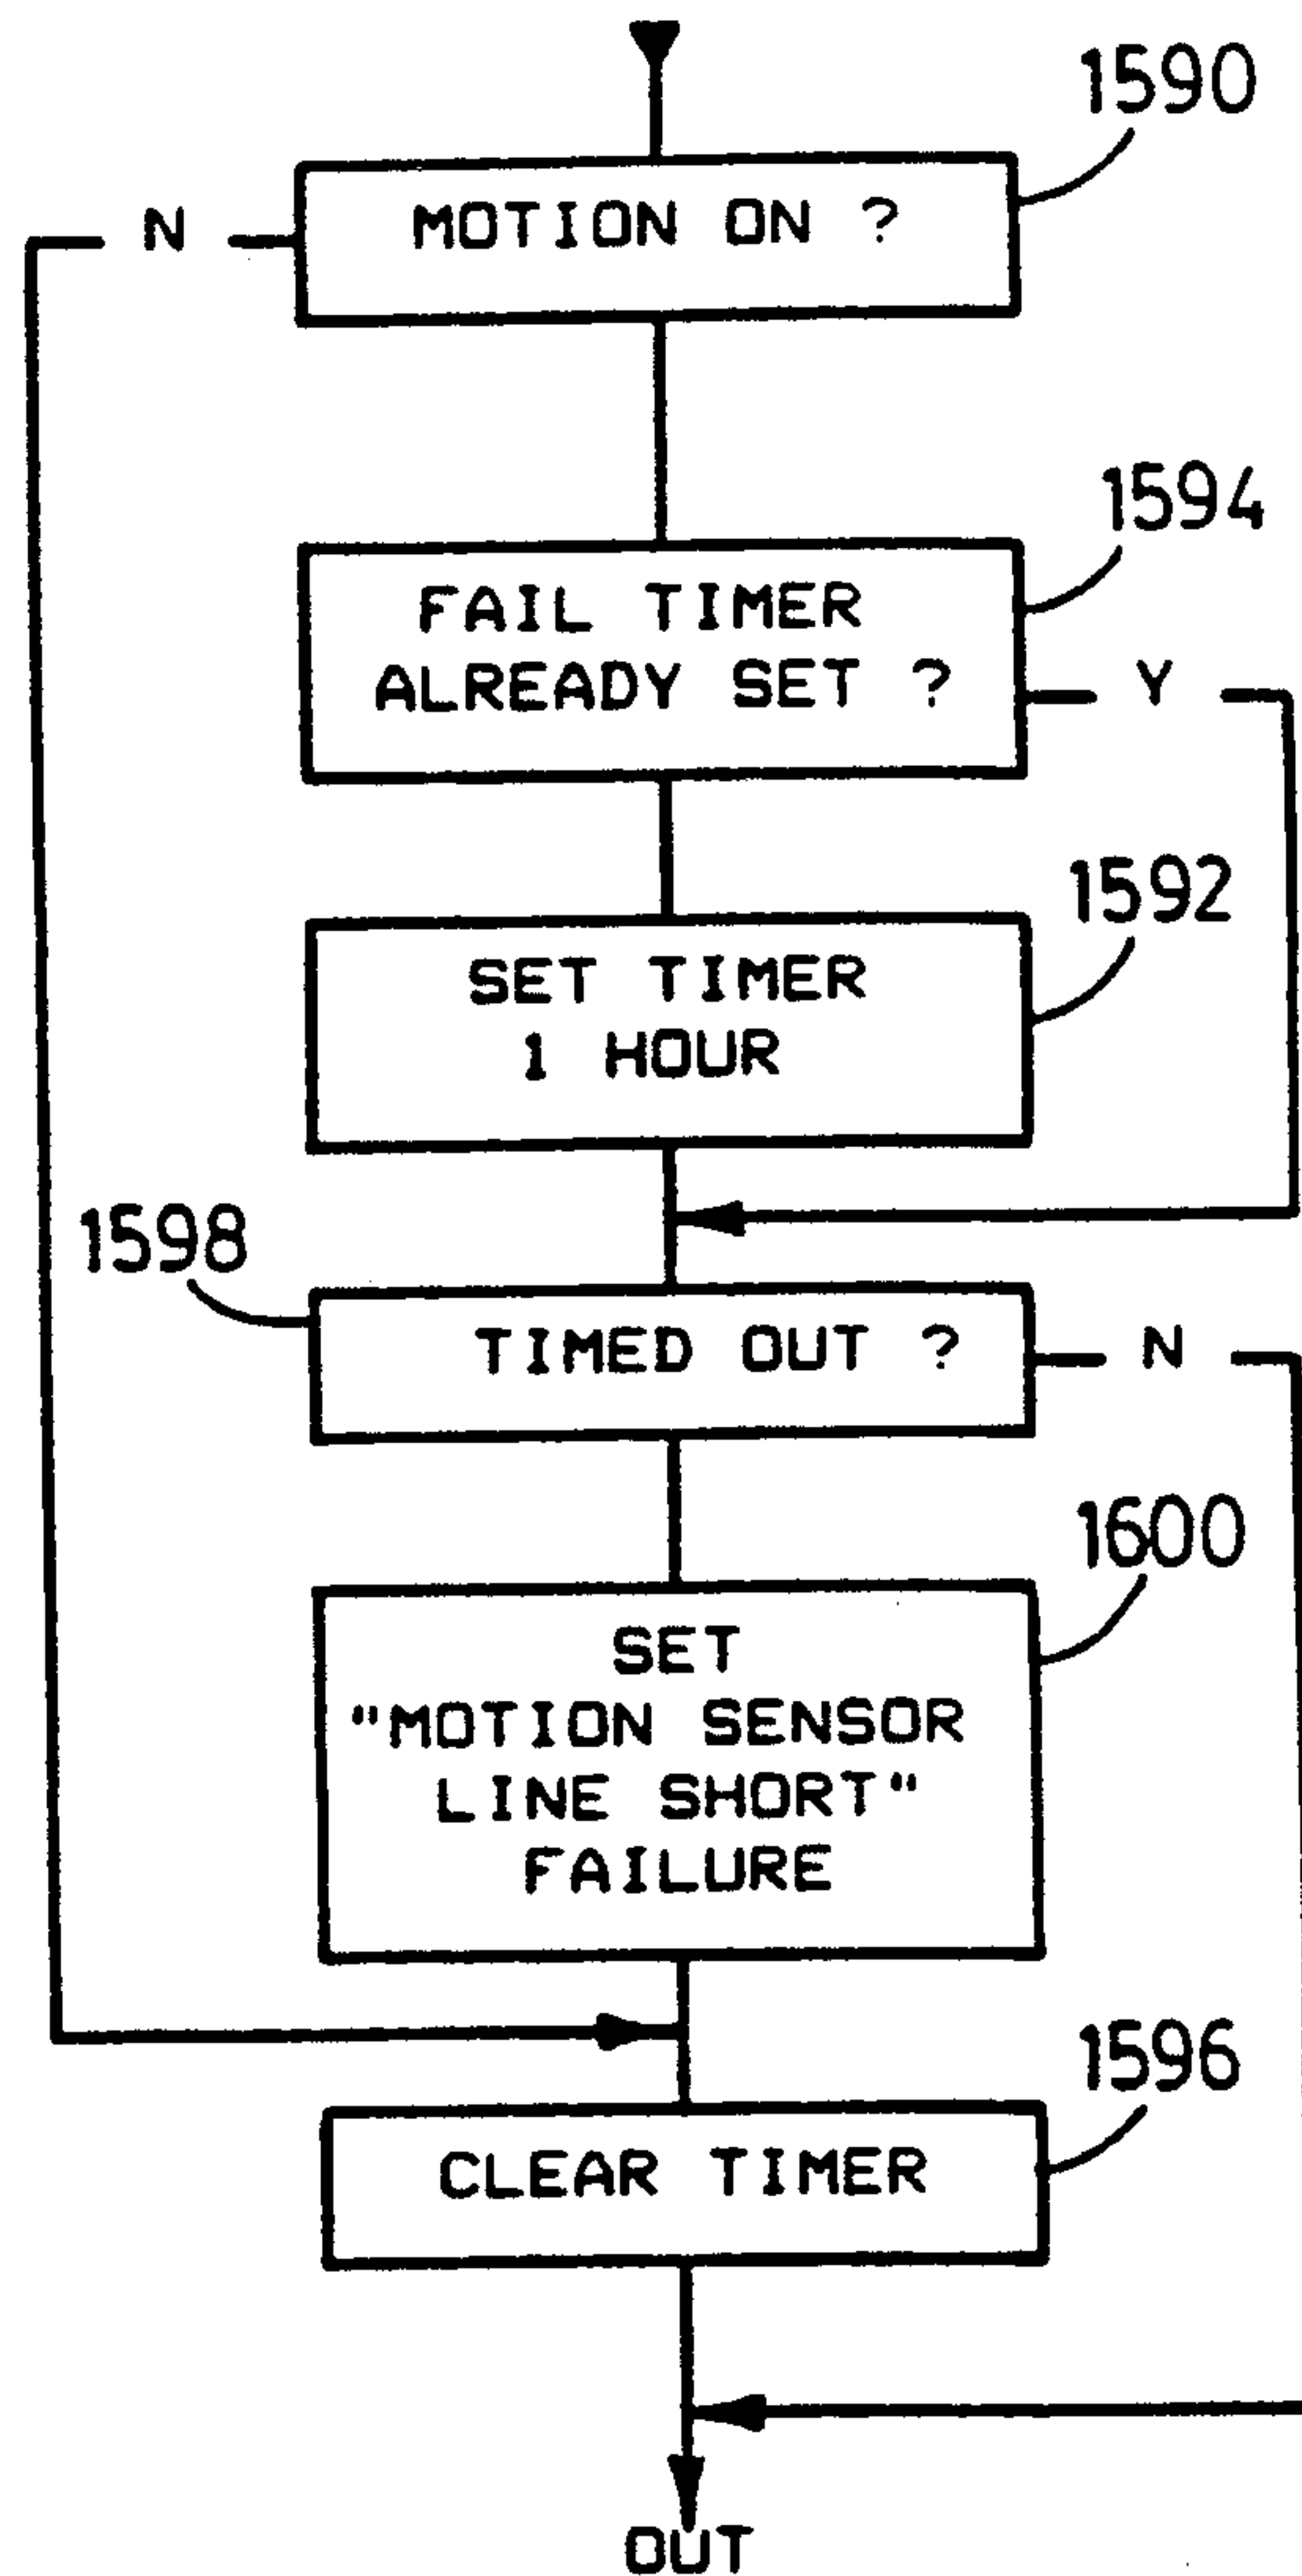 1590
N
MOTION ON ?
1594
FAIL TIMER
ALREADY SET ?
Y
1592
SET TIMER
1 HOUR
1598
TIMED OUT ?
N
1600
SET
"MOTION SENSOR
LINE SHORT"
FAILURE
1596
CLEAR TIMER
OUT